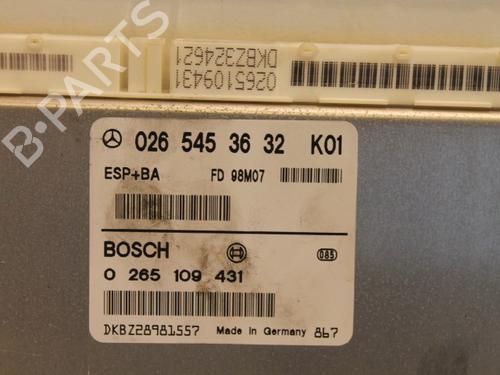 DKBZ324621
0265109431
026 545 36 32 K01
ESP+BA FD 98M07
BOSCH 085
0 265 109 431
DKBZ28981557 Made in Germany 867
B-PARTS